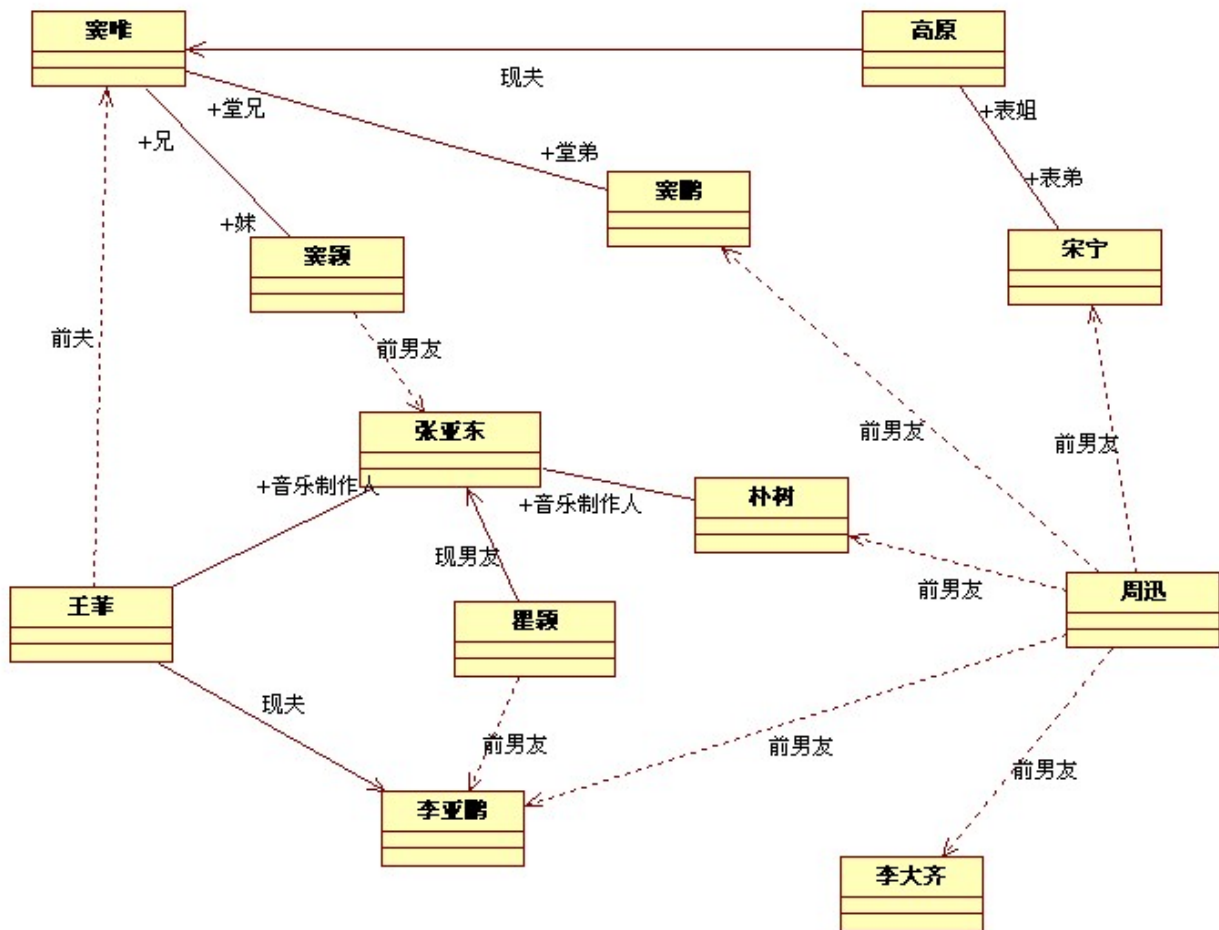 窦唯
高原
现夫
+堂兄
+表姐
+兄
+堂弟
窦鹏
+表弟
+妹
窦颖
宋宁
前夫
前男友
张亚东
前男友
前男友
+音乐制作人
+音乐制作人
朴树
现男友
前男友
王菲
瞿颖
周迅
现夫
前男友
前男友
前男友
李亚鹏
李大齐